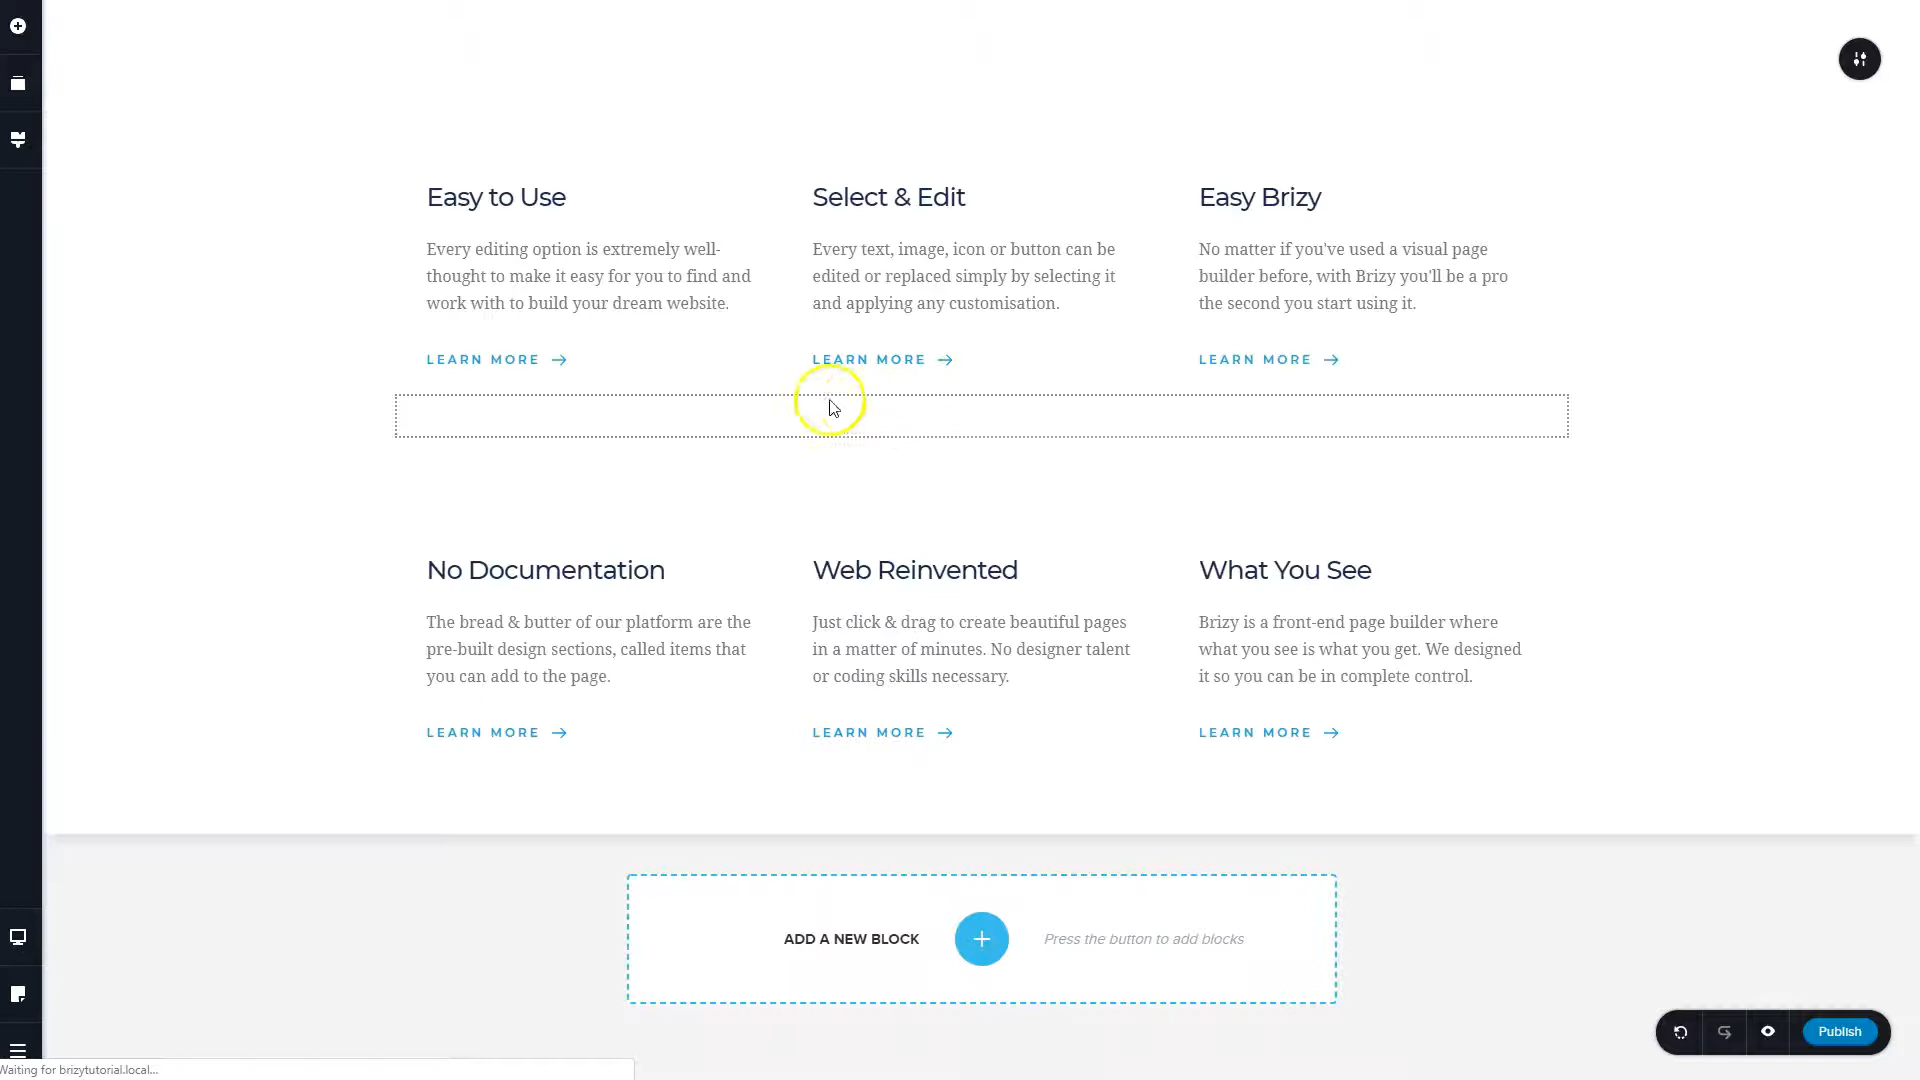 Easy to Use
Every editing option is extremely well-
thought to make it easy for you to find and
work with to build your dream website.
LEARN MORE
Select & Edit
Every text, image, icon or button can be
edited or replaced simply by selecting it
and applying any customisation.
LEARN MORE
Easy Brizy
No matter if you've used a visual page
builder before, with Brizy you'll be a pro
the second you start using it.
LEARN MORE
No Documentation
The bread & butter of our platform are the
pre-built design sections, called items that
you can add to the page.
LEARN MORE
Web Reinvented
Just click & drag to create beautiful pages
in a matter of minutes. No designer talent
or coding skills necessary.
LEARN MORE
What You See
Brizy is a front-end page builder where
what you see is what you get. We designed
it so you can be in complete control.
LEARN MORE
ADD A NEW BLOCK
Press the button to add blocks
Publish
Waiting for brizytutorial.local...